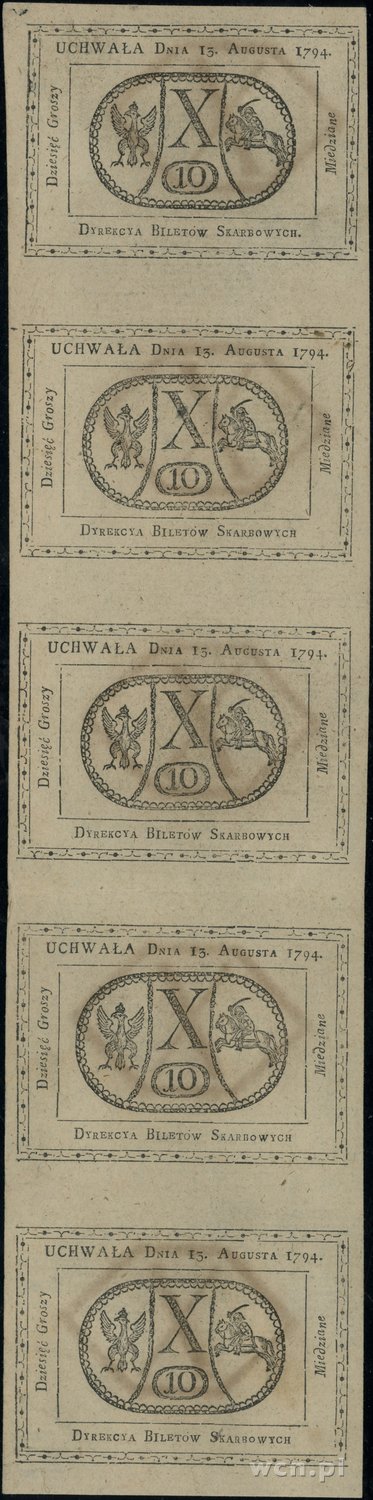 UCHWAŁA DNIA 13. AUGUSTA 1794.
Dziesięć Groszy
X
10
Miedziane
DYREKCYA BILETÓW SKARBOWYCH.
UCHWAŁA DNIA 13. AUGUSTA 1794.
Dziesięć Groszy
X
10
Miedziane
DYREKCYA BILETÓW SKARBOWYCH
UCHWAŁA DNIA 13. AUGUSTA 1794.
Dziesięć Groszy
X
10
Miedziane
DYREKCYA BILETÓW SKARBOWYCH
UCHWAŁA DNIA 13. AUGUSTA 1794.
Dziesięć Groszy
X
10
Miedziane
DYREKCYA BILETÓW SKARBOWYCH
UCHWAŁA DNIA 13. AUGUSTA 1794.
Dziesięć Groszy
X
10
Miedziane
DYREKCYA BILETÓW SKARBOWYCH
wcn.pl